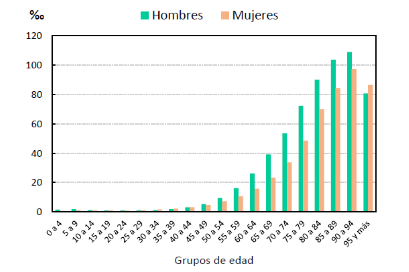 ‰
Hombres Mujeres
120
100
80
60
40
20
0
0 a 4 5 a 9 10 a 14 15 a 19 20 a 24 25 a 29 30 a 34 35 a 39 40 a 44 45 a 49 50 a 54 55 a 59 60 a 64 65 a 69 70 a 74 75 a 79 80 a 84 85 a 89 90 a 94 95 y más
Grupos de edad